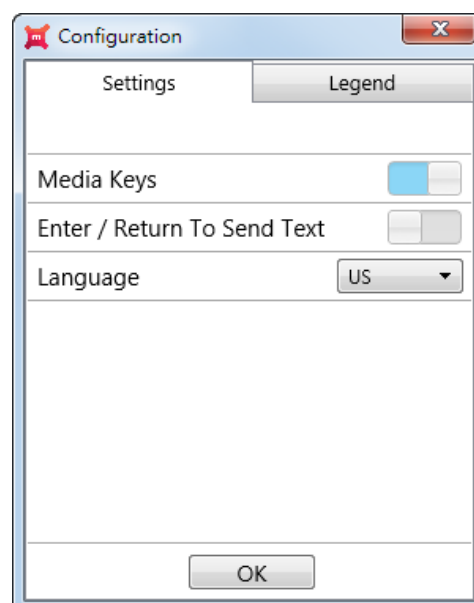 Configuration
Settings Legend
Media Keys
Enter / Return To Send Text
Language US
OK